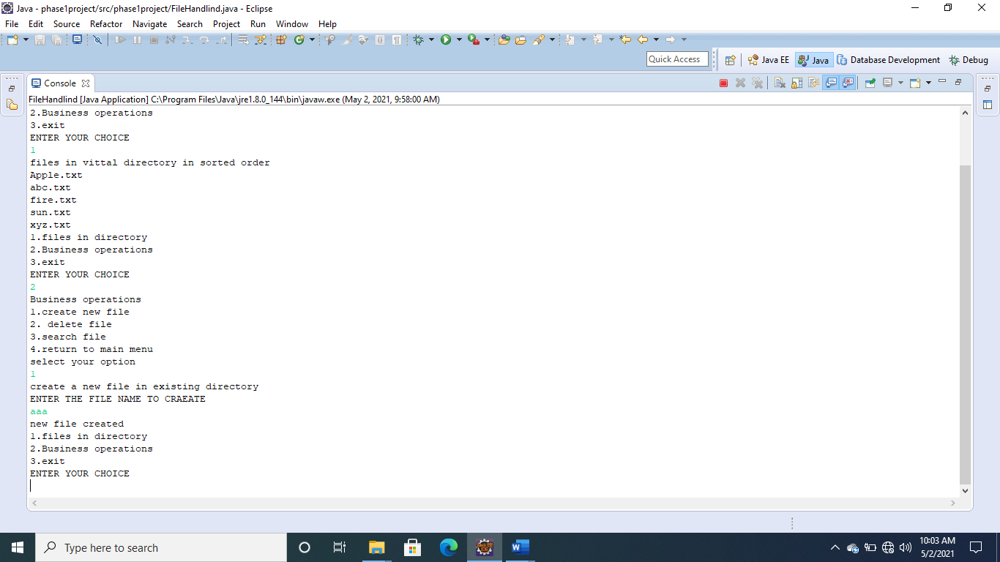 Java - phase1project/src/phase1project/FileHandlind.java - Eclipse
File Edit Source Refactor Navigate Search Project Run Window Help
Quick Access
Java EE Java Database Development Debug
Console
FileHandlind [Java Application] C:\Program Files\Java\jre1.8.0_144\bin\javaw.exe (May 2, 2021, 9:58:00 AM)
2.Business operations
3.exit
ENTER YOUR CHOICE
1
files in vittal directory in sorted order
Apple.txt
abc.txt
fire.txt
sun.txt
xyz.txt
1.files in directory
2.Business operations
3.exit
ENTER YOUR CHOICE
2
Business operations
1.create new file
2. delete file
3.search file
4.return to main menu
select your option
1
create a new file in existing directory
ENTER THE FILE NAME TO CRAEATE
aaa
new file created
1.files in directory
2.Business operations
3.exit
ENTER YOUR CHOICE
Type here to search
10:03 AM
5/2/2021